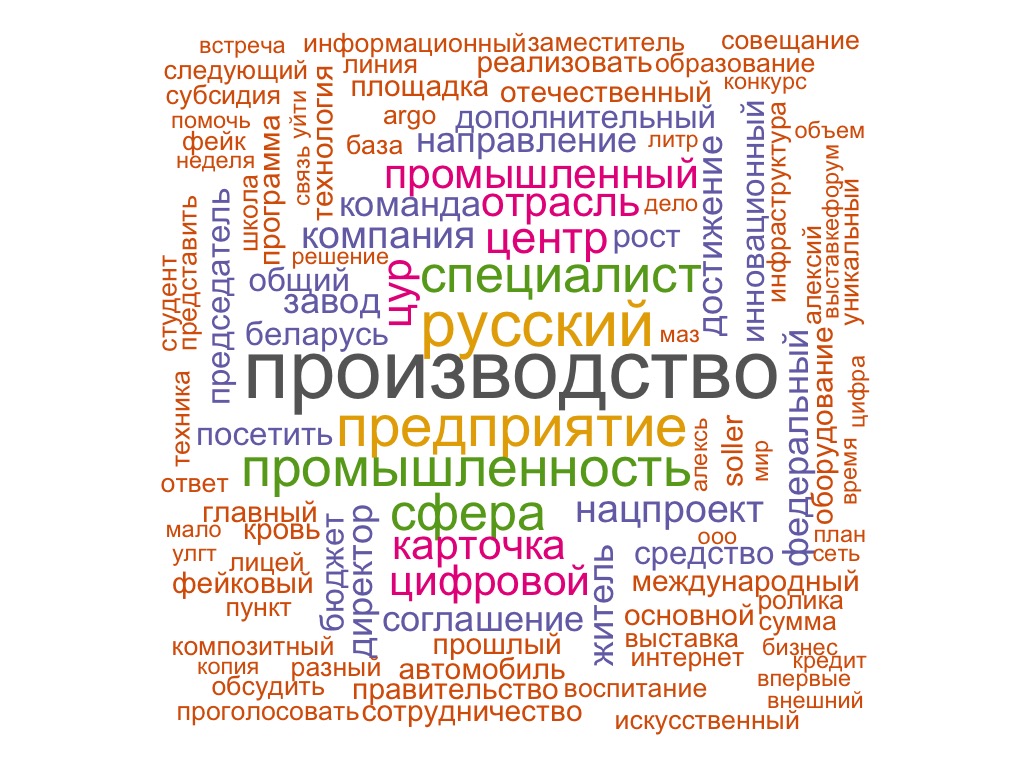 встреча информационный заместитель совещание
следующий линия реализовать образование
субсидия площадка отечественный конкурс
помочь argo дополнительный объем
фейк база направление литр
неделя
связь уйти
технология
программа
школа
промышленный
команда отрасль дело
компания центр рост
решение
достижение
инновационный
инфраструктура
форум
выставке
уникальный
алексий
студент
представить
председатель
общий цур специалист
завод
русский маз
беларусь
производство
техника
посетить предприятие
алексь
soller
мир
федеральный
оборудование
цифра
время
промышленность
ответ
главный сфера нацпроект
мало кровь ооо план
улгт карточка средство сеть
лицей
фейковый цифровой международный
бюджет
директор
житель
пункт соглашение основной ролика
сумма
композитный прошлый выставка бизнес
копия разный автомобиль интернет кредит
обсудить правительство воспитание впервые
внешний
проголосовать сотрудничество искусственный